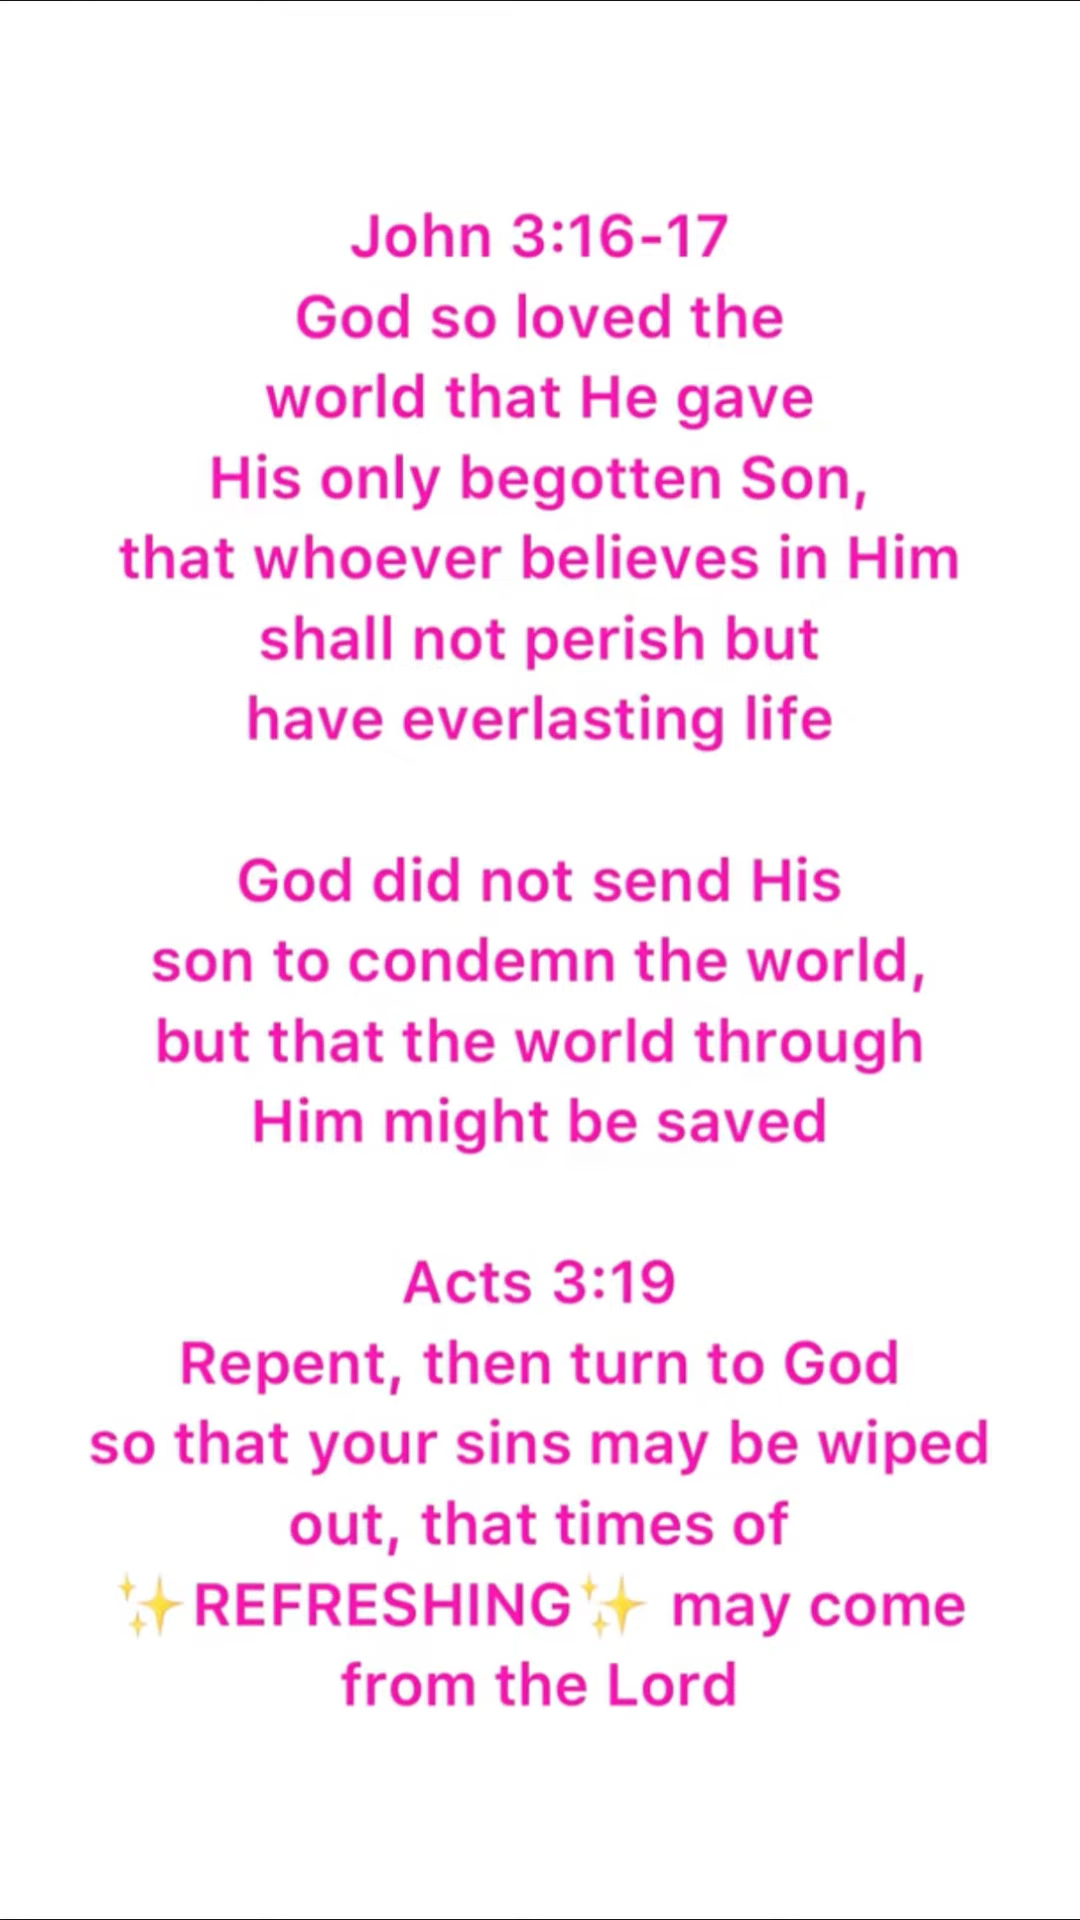 John 3:16-17
God so loved the
world that He gave
His only begotten Son,
that whoever believes in Him
shall not perish but
have everlasting life
God did not send His
son to condemn the world,
but that the world through
Him might be saved
Acts 3:19
Repent, then turn to God
so that your sins may be wiped
out, that times of
✨REFRESHING✨ may come
from the Lord